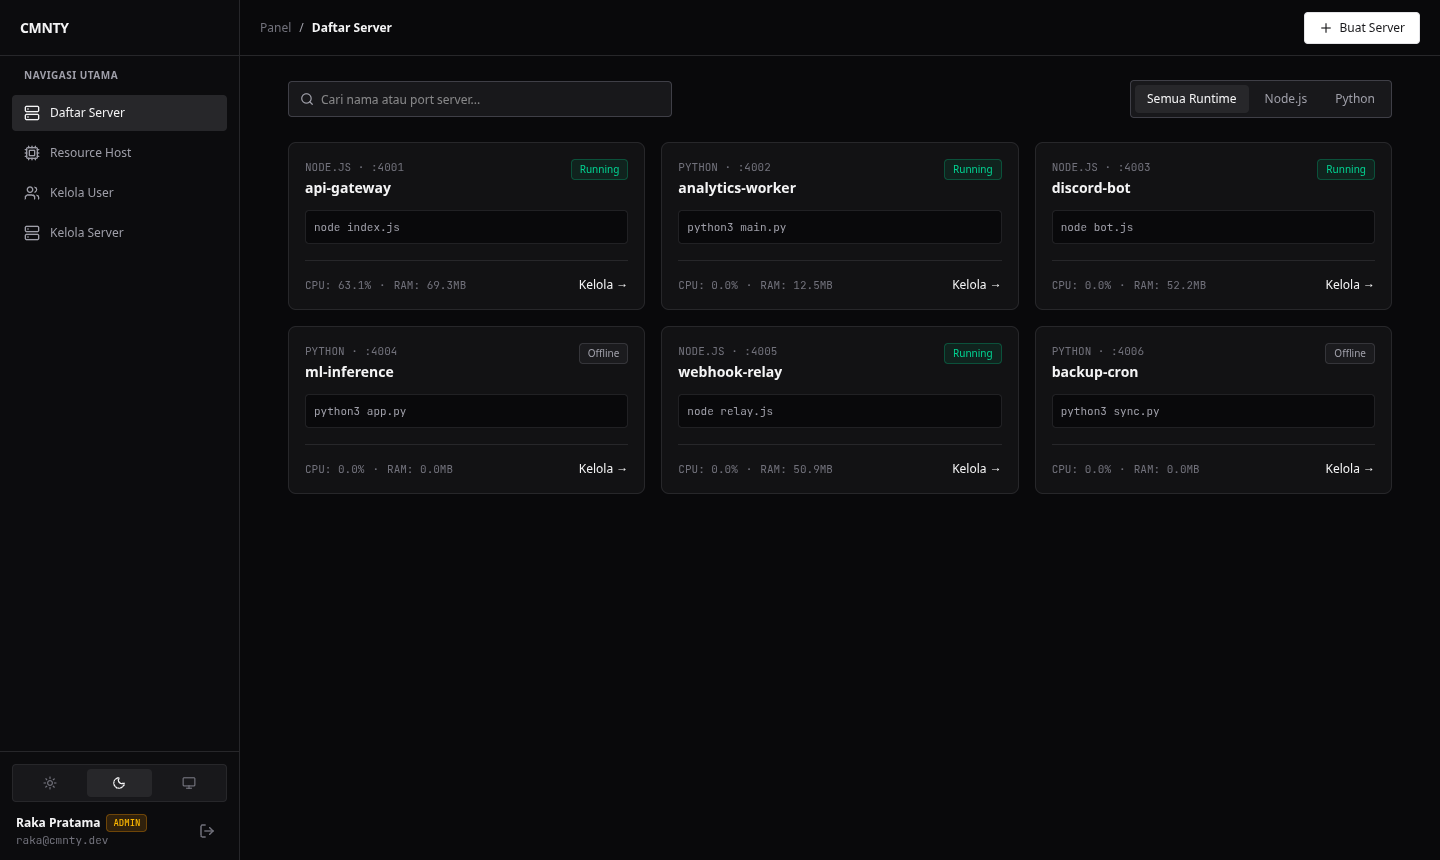 CMNTY
Panel / Daftar Server
Buat Server
NAVIGASI UTAMA
Daftar Server
Resource Host
Kelola User
Kelola Server
Cari nama atau port server...
Semua Runtime Node.js Python
NODE.JS · :4001 Running
api-gateway
node index.js
CPU: 63.1% · RAM: 69.3MB Kelola →
PYTHON · :4002 Running
analytics-worker
python3 main.py
CPU: 0.0% · RAM: 12.5MB Kelola →
NODE.JS · :4003 Running
discord-bot
node bot.js
CPU: 0.0% · RAM: 52.2MB Kelola →
PYTHON · :4004 Offline
ml-inference
python3 app.py
CPU: 0.0% · RAM: 0.0MB Kelola →
NODE.JS · :4005 Running
webhook-relay
node relay.js
CPU: 0.0% · RAM: 50.9MB Kelola →
PYTHON · :4006 Offline
backup-cron
python3 sync.py
CPU: 0.0% · RAM: 0.0MB Kelola →
Raka Pratama ADMIN
raka@cmnty.dev